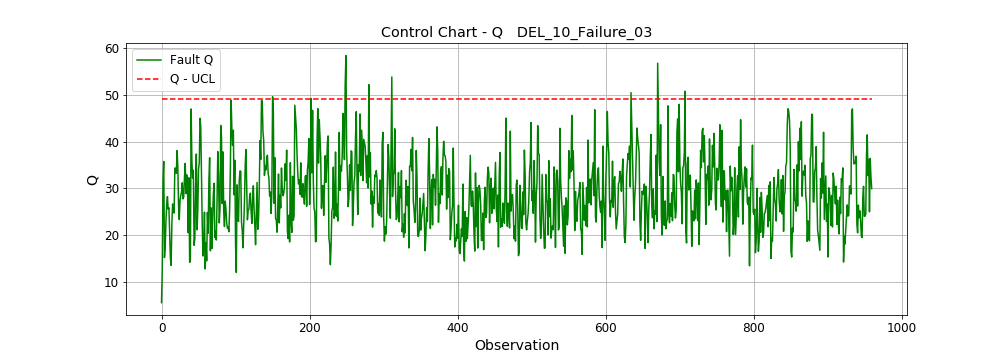 Control Chart - Q   DEL_10_Failure_03
Fault Q
Q - UCL
60
50
40
30
20
10
Q
0 200 400 600 800 1000
Observation